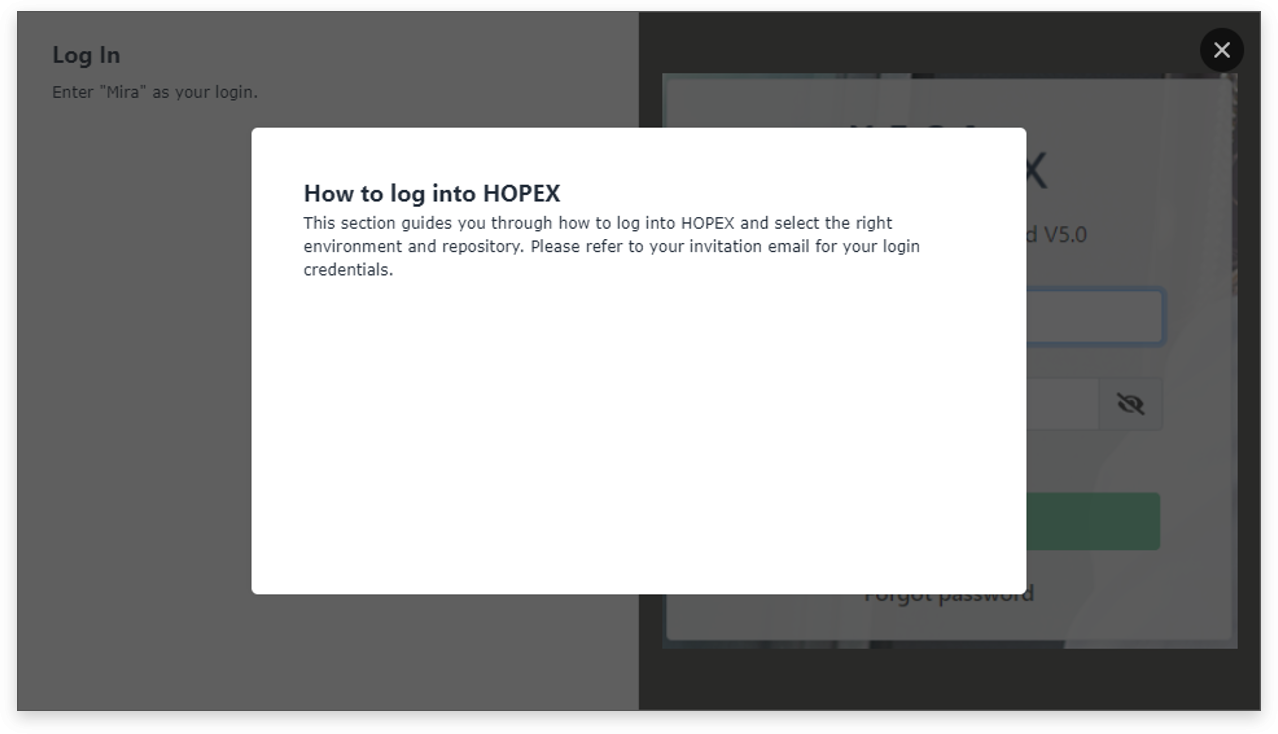 Log In
Enter "Mira" as your login.
How to log into HOPEX
This section guides you through how to log into HOPEX and select the right
environment and repository. Please refer to your invitation email for your login
credentials.
X
V5.0
Forgot password